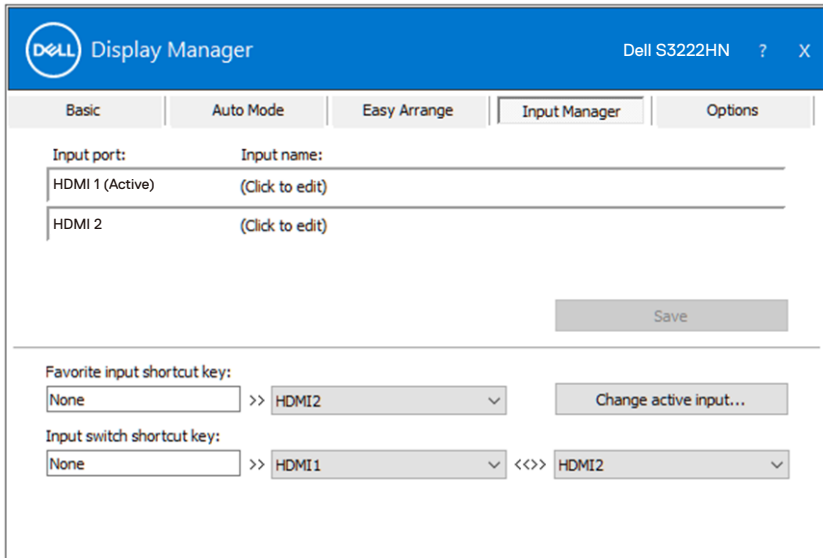 DELL Display Manager Dell S3222HN ? X
Basic Auto Mode Easy Arrange Input Manager Options
Input port: Input name:
HDMI 1 (Active) (Click to edit)
HDMI 2 (Click to edit)
Save
Favorite input shortcut key:
None >> HDMI2 Change active input...
Input switch shortcut key:
None >> HDMI1 <<>> HDMI2